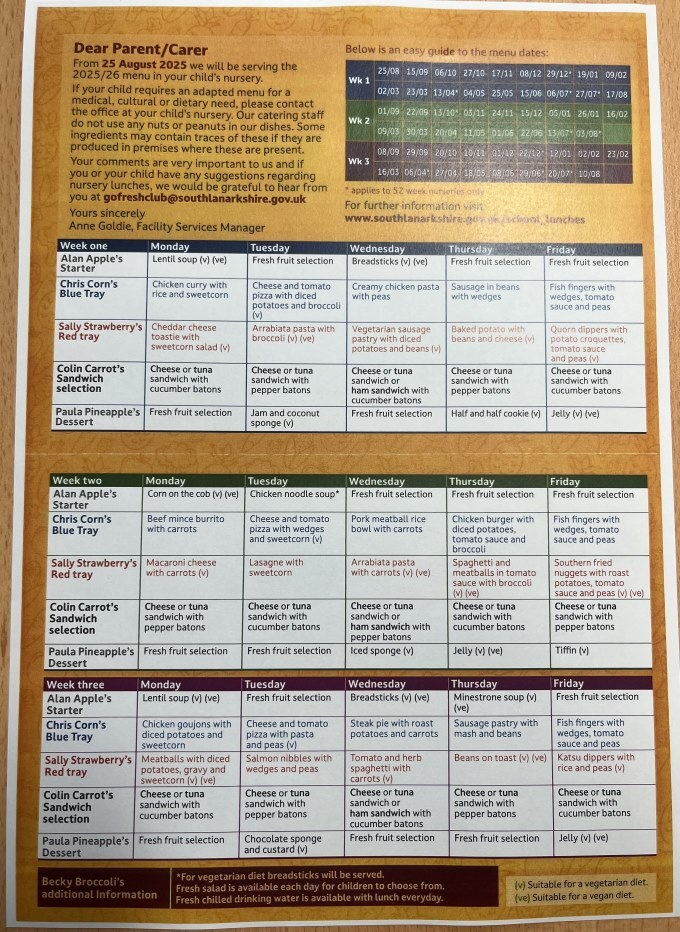 Dear Parent/Carer
From 25 August 2025 we will be serving the
2025/26 menu in your child's nursery.
If your child requires an adapted menu for a
medical, cultural or dietary need, please contact
the office at your child's nursery. Our catering staff
do not use any nuts or peanuts in our dishes. Some
ingredients may contain traces of these if they are
produced in premises where these are present.
Your comments are very important to us and if
you or your child have any suggestions regarding
nursery lunches, we would be grateful to hear from
you at gofreshclub@southlanarkshire.gov.uk
Yours sincerely
Anne Goldie, Facility Services Manager
Below is an easy guide to the menu dates:
Wk 1
25/08 15/09 06/10 27/10 17/11 08/12 29/12* 19/01 09/02
02/03 23/03 13/04* 04/05 25/05 15/06 06/07* 27/07* 17/08
Wk 2
01/09 22/09 13/10* 03/11 24/11 15/12 05/01 26/01 16/02
09/03 30/03 20/04 11/05 01/06 22/06 13/07* 03/08*
Wk 3
08/09 29/09 20/10 10/11 01/12 22/12* 12/01 02/02 23/02
16/03 06/04* 27/04 18/05 08/06 29/06* 20/07* 10/08
* applies to 52 week nurseries only
For further information visit:
www.southlanarkshire.gov.uk/school_lunches
Week one Monday Tuesday Wednesday Thursday Friday
Alan Apple's Lentil soup (v) (ve) Fresh fruit selection Breadsticks (v) (ve) Fresh fruit selection Fresh fruit selection
Starter
Chris Corn's Chicken curry with Cheese and tomato Creamy chicken pasta Sausage in beans Fish fingers with
Blue Tray rice and sweetcorn pizza with diced with peas with wedges wedges, tomato
potatoes and broccoli sauce and peas
(v)
Sally Strawberry's Cheddar cheese Arrabiata pasta with Vegetarian sausage Baked potato with Quorn dippers with
Red tray toastie with broccoli (v) (ve) pastry with diced beans and cheese (v) potato croquettes,
sweetcorn salad (v) potatoes and beans (v) tomato sauce
and peas (v)
Colin Carrot's Cheese or tuna Cheese or tuna Cheese or tuna Cheese or tuna Cheese or tuna
Sandwich sandwich with sandwich with sandwich or sandwich with sandwich with
selection cucumber batons pepper batons ham sandwich with pepper batons cucumber batons
cucumber batons
Paula Pineapple's Fresh fruit selection Jam and coconut Fresh fruit selection Half and half cookie (v) Jelly (v) (ve)
Dessert sponge (v)
Week two Monday Tuesday Wednesday Thursday Friday
Alan Apple's Corn on the cob (v) (ve) Chicken noodle soup* Fresh fruit selection Fresh fruit selection Fresh fruit selection
Starter
Chris Corn's Beef mince burrito Cheese and tomato Pork meatball rice Chicken burger with Fish fingers with
Blue Tray with carrots pizza with wedges bowl with carrots diced potatoes, wedges, tomato
and sweetcorn (v) tomato sauce and sauce and peas
broccoli
Sally Strawberry's Macaroni cheese Lasagne with Arrabiata pasta Spaghetti and Southern fried
Red tray with carrots (v) sweetcorn with carrots (v) (ve) meatballs in tomato nuggets with roast
sauce with broccoli potatoes, tomato
(v) (ve) sauce and peas (v) (ve)
Colin Carrot's Cheese or tuna Cheese or tuna Cheese or tuna Cheese or tuna Cheese or tuna
Sandwich sandwich with sandwich with sandwich or sandwich with sandwich with
selection pepper batons cucumber batons ham sandwich with cucumber batons pepper batons
pepper batons
Paula Pineapple's Fresh fruit selection Fresh fruit selection Iced sponge (v) Jelly (v) (ve) Tiffin (v)
Dessert
Week three Monday Tuesday Wednesday Thursday Friday
Alan Apple's Lentil soup (v) (ve) Fresh fruit selection Breadsticks (v) (ve) Minestrone soup (v) Fresh fruit selection
Starter (ve)
Chris Corn's Chicken goujons with Cheese and tomato Steak pie with roast Sausage pastry with Fish fingers with
Blue Tray diced potatoes and pizza with pasta potatoes and carrots mash and beans wedges, tomato
sweetcorn and peas (v) sauce and peas
Sally Strawberry's Meatballs with diced Salmon nibbles with Tomato and herb Beans on toast (v) (ve) Katsu dippers with
Red tray potatoes, gravy and wedges and peas spaghetti with rice and peas (v)
sweetcorn (v) (ve) carrots (v)
Colin Carrot's Cheese or tuna Cheese or tuna Cheese or tuna Cheese or tuna Cheese or tuna
Sandwich sandwich with sandwich with sandwich or sandwich with sandwich with
selection cucumber batons pepper batons ham sandwich with pepper batons cucumber batons
cucumber batons
Paula Pineapple's Fresh fruit selection Chocolate sponge Fresh fruit selection Fresh fruit selection Jelly (v) (ve)
Dessert and custard (v)
Becky Broccoli's
additional Information
*For vegetarian diet breadsticks will be served.
Fresh salad is available each day for children to choose from.
Fresh chilled drinking water is available with lunch everyday.
(v) Suitable for a vegetarian diet.
(ve) Suitable for a vegan diet.